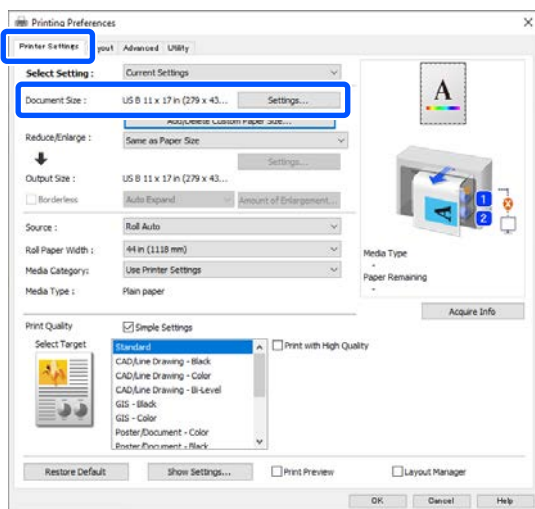 Printing Preferences
Printer Settings yout Advanced Utility
Select Setting : Current Settings
Document Size : US B 11 x 17 in (279 x 43... Settings...
Add/Delete Custom Paper Size...
Reduce/Enlarge : Same as Paper Size
Settings...
Output Size : US B 11 x 17 in (279 x 43...
Borderless Auto Expand Amount of Enlargement...
Source : Roll Auto
Roll Paper Width : 44 in (1118 mm)
Media Category: Use Printer Settings
Media Type : Plain paper
A
A
1
2
Media Type
-
Paper Remaining
-
Acquire Info
Print Quality Simple Settings
Select Target
Standard
CAD/Line Drawing - Black
CAD/Line Drawing - Color
CAD/Line Drawing - Bi-Level
GIS - Black
GIS - Color
Poster/Document - Color
Poster/Document - Black
Print with High Quality
Restore Default Show Settings... Print Preview Layout Manager
OK Cancel Help